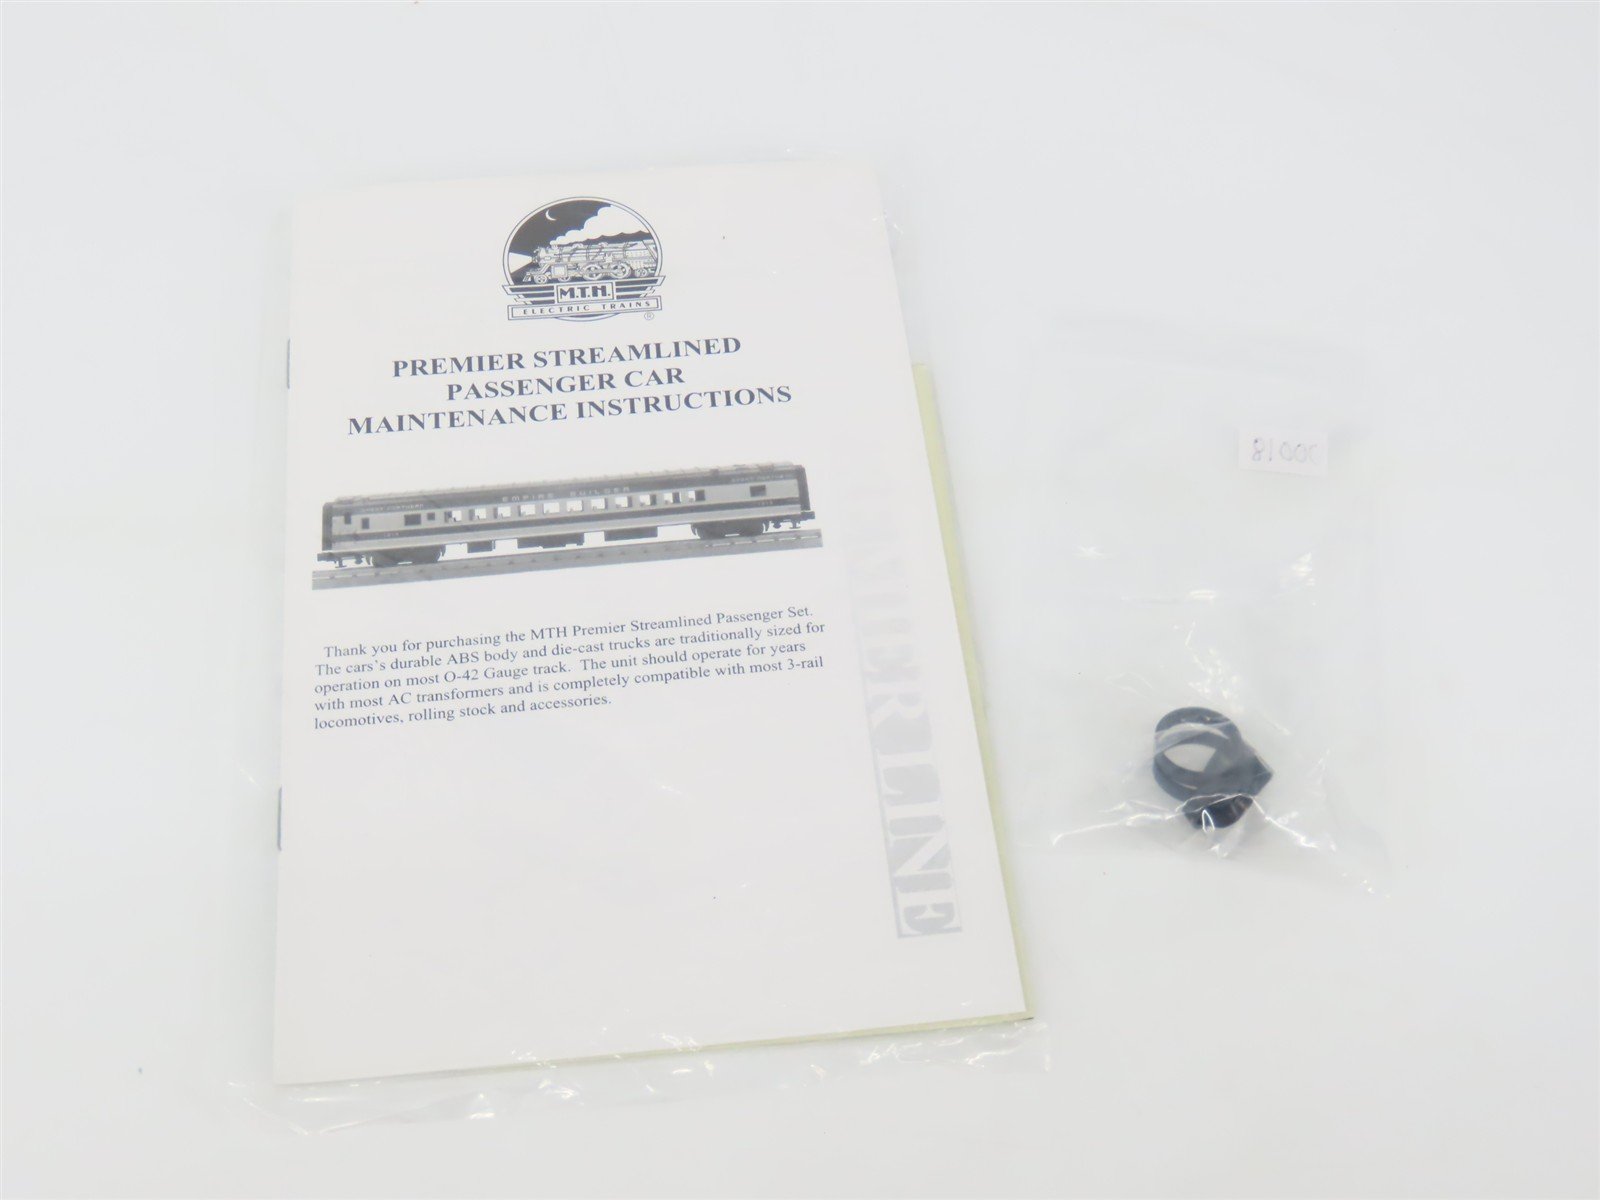 M.T.H.
ELECTRIC TRAINS
®
PREMIER STREAMLINED
PASSENGER CAR
MAINTENANCE INSTRUCTIONS
EMPIRE BUILDER
GREAT NORTHERN
Thank you for purchasing the MTH Premier Streamlined Passenger Set.
The cars's durable ABS body and die-cast trucks are traditionally sized for
operation on most O-42 Gauge track. The unit should operate for years
with most AC transformers and is completely compatible with most 3-rail
locomotives, rolling stock and accessories.
LINE